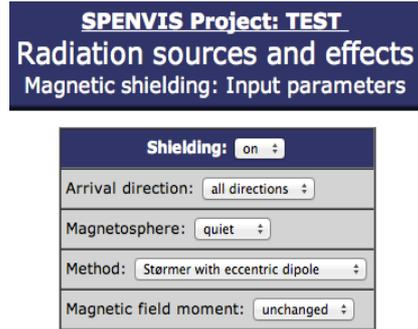 SPENVIS Project: TEST
Radiation sources and effects
Magnetic shielding: Input parameters
Shielding: on
Arrival direction: all directions
Magnetosphere: quiet
Method: Størmer with eccentric dipole
Magnetic field moment: unchanged